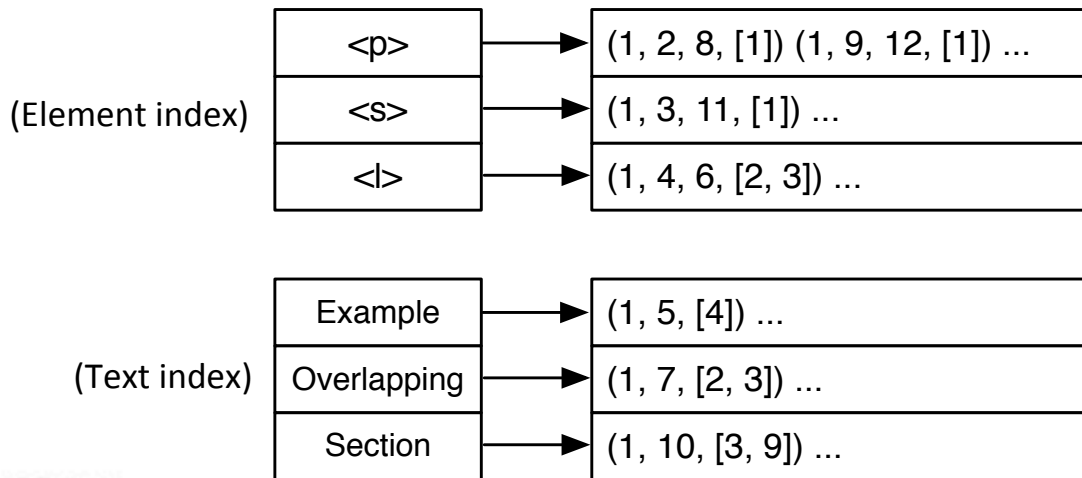 <p> (1, 2, 8, [1]) (1, 9, 12, [1]) ...
(Element index) <s> (1, 3, 11, [1]) ...
<l> (1, 4, 6, [2, 3]) ...
Example (1, 5, [4]) ...
(Text index) Overlapping (1, 7, [2, 3]) ...
Section (1, 10, [3, 9]) ...